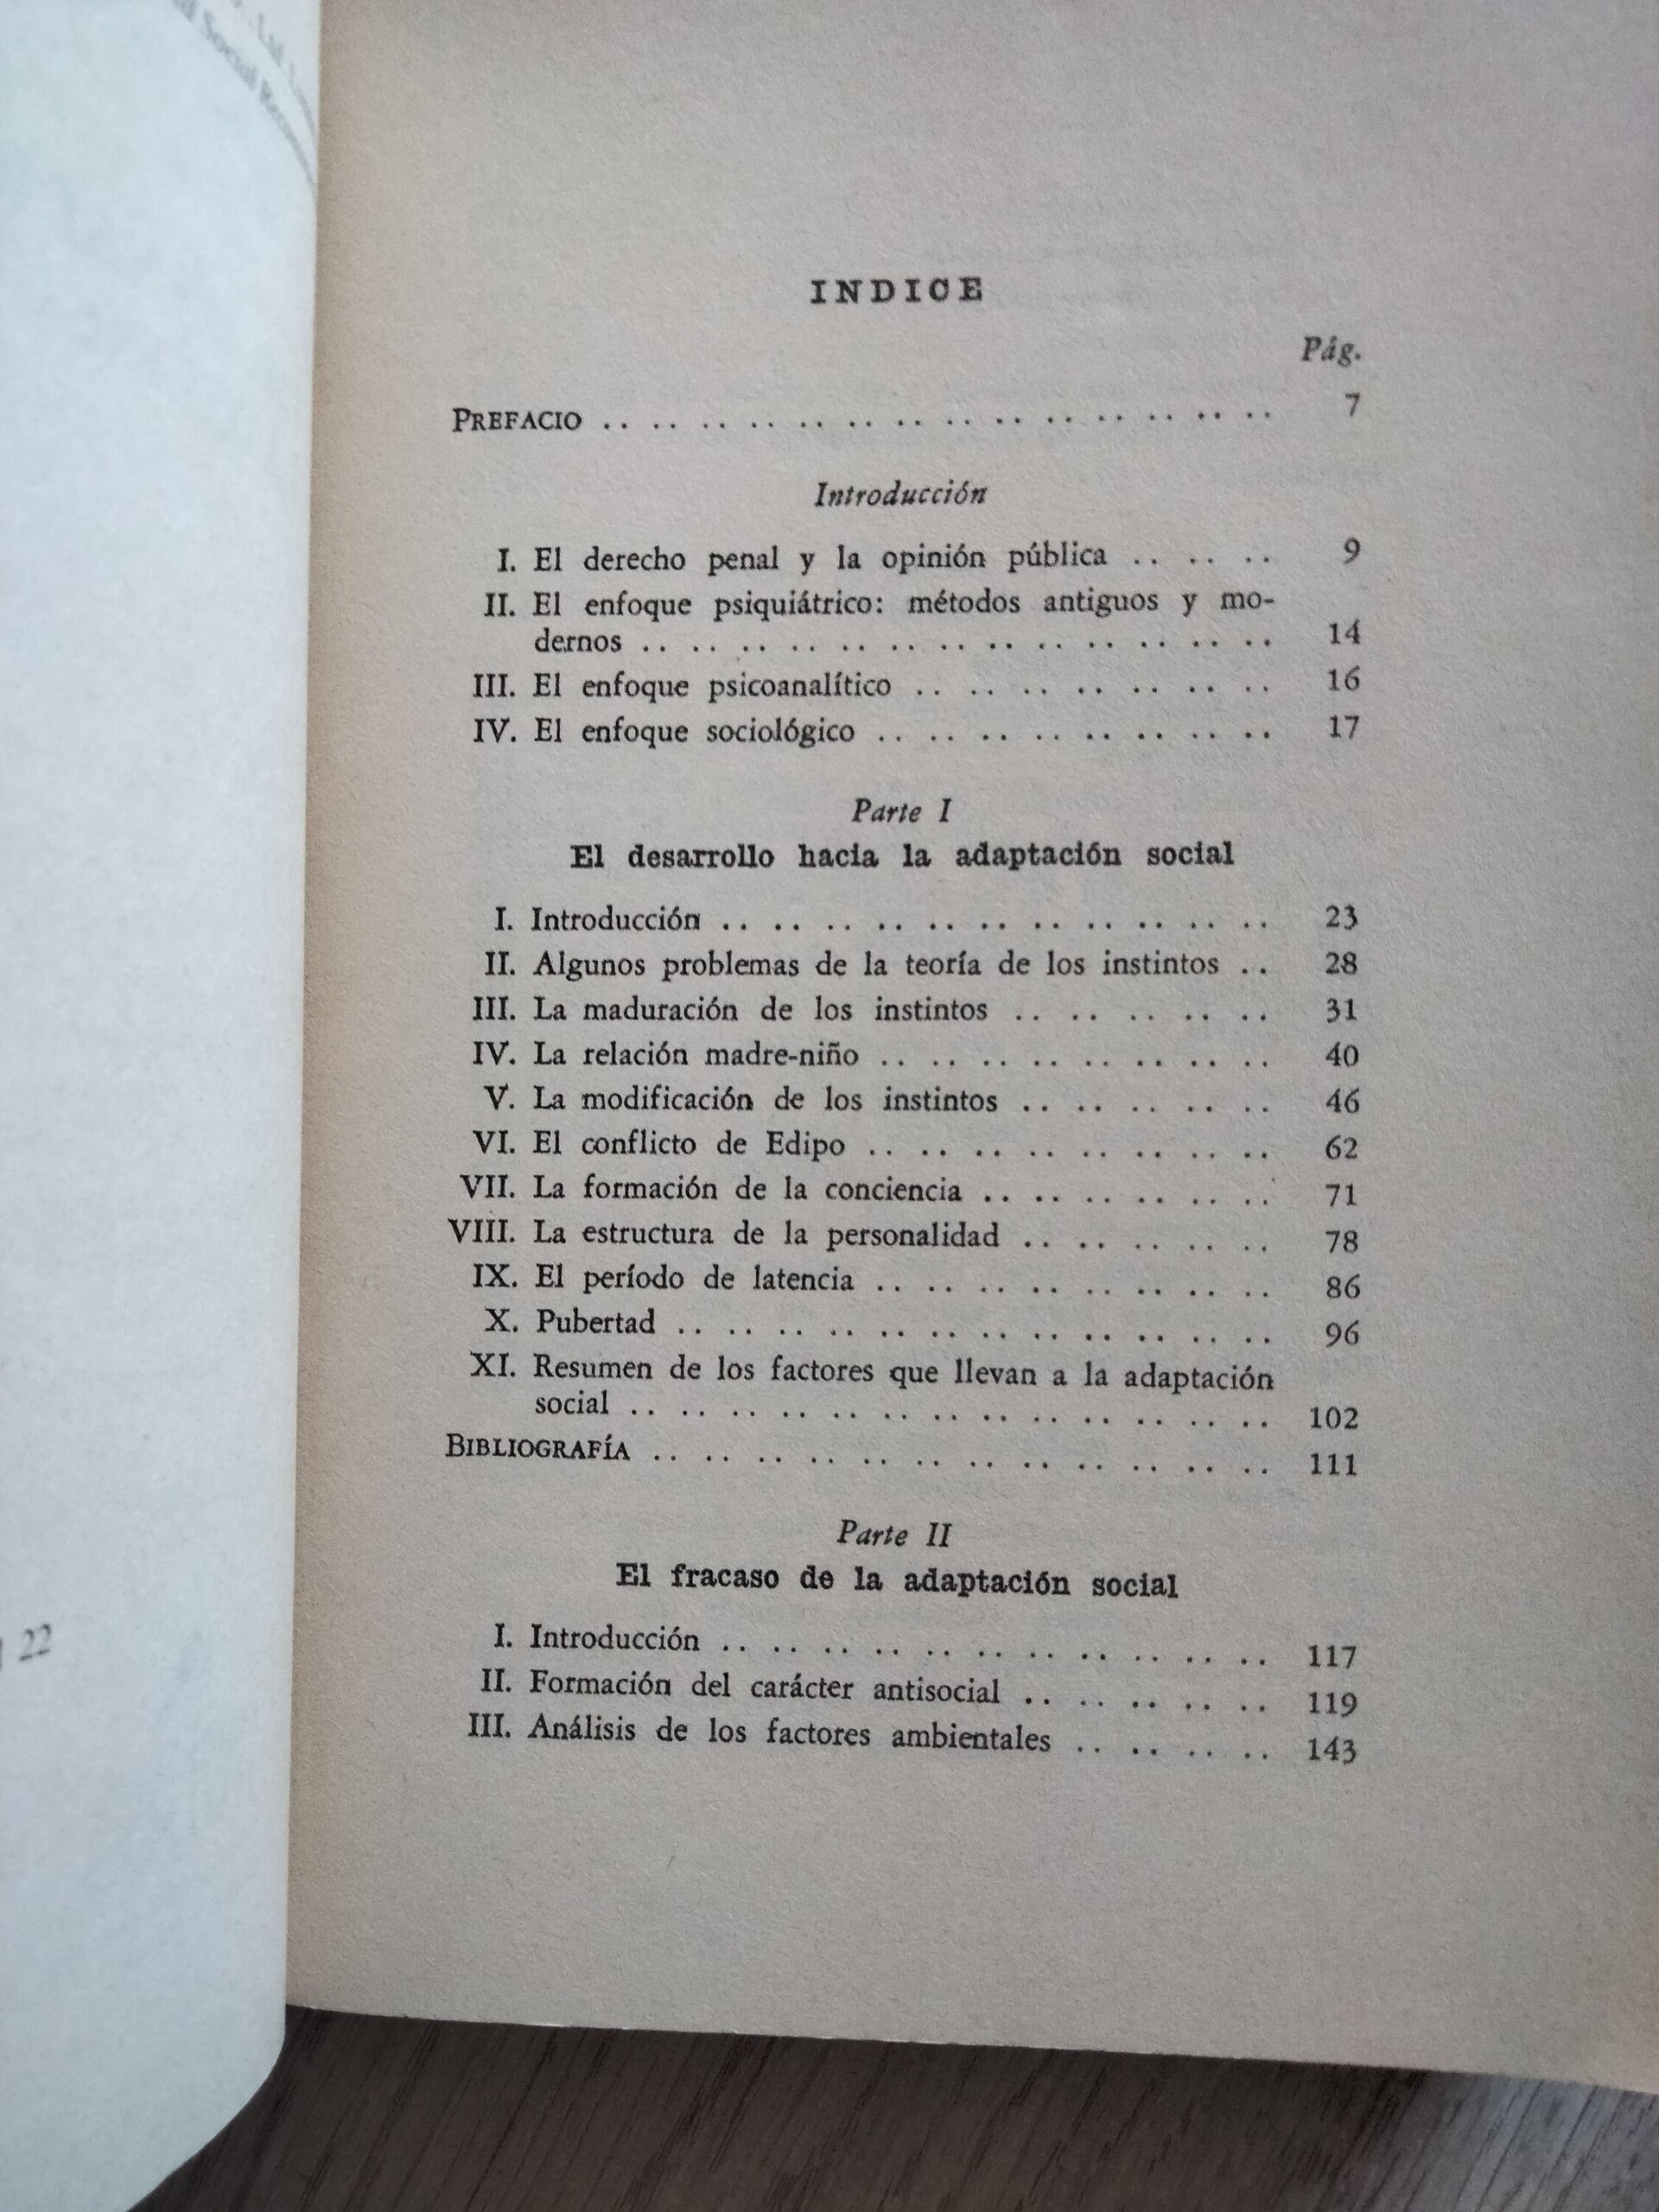 INDICE
Pág.
PREFACIO .. .. .. .. .. .. .. .. .. .. .. .. .. .. 7
Introducción
I. El derecho penal y la opinión pública .. .. .. 9
II. El enfoque psiquiátrico: métodos antiguos y mo-
dernos .. .. .. .. .. .. .. .. .. .. .. .. .. 14
III. El enfoque psicoanalítico .. .. .. .. .. .. .. 16
IV. El enfoque sociológico .. .. .. .. .. .. .. .. 17
Parte I
El desarrollo hacia la adaptación social
I. Introducción .. .. .. .. .. .. .. .. .. .. .. 23
II. Algunos problemas de la teoría de los instintos .. 28
III. La maduración de los instintos .. .. .. .. .. 31
IV. La relación madre-niño .. .. .. .. .. .. .. .. 40
V. La modificación de los instintos .. .. .. .. .. 46
VI. El conflicto de Edipo .. .. .. .. .. .. .. .. 62
VII. La formación de la conciencia .. .. .. .. .. .. 71
VIII. La estructura de la personalidad .. .. .. .. .. 78
IX. El período de latencia .. .. .. .. .. .. .. .. 86
X. Pubertad .. .. .. .. .. .. .. .. .. .. .. .. 96
XI. Resumen de los factores que llevan a la adaptación
social .. .. .. .. .. .. .. .. .. .. .. .. .. 102
BIBLIOGRAFÍA .. .. .. .. .. .. .. .. .. .. .. .. 111
Parte II
El fracaso de la adaptación social
I. Introducción .. .. .. .. .. .. .. .. .. .. .. 117
II. Formación del carácter antisocial .. .. .. .. .. 119
III. Análisis de los factores ambientales .. .. .. .. 143
22